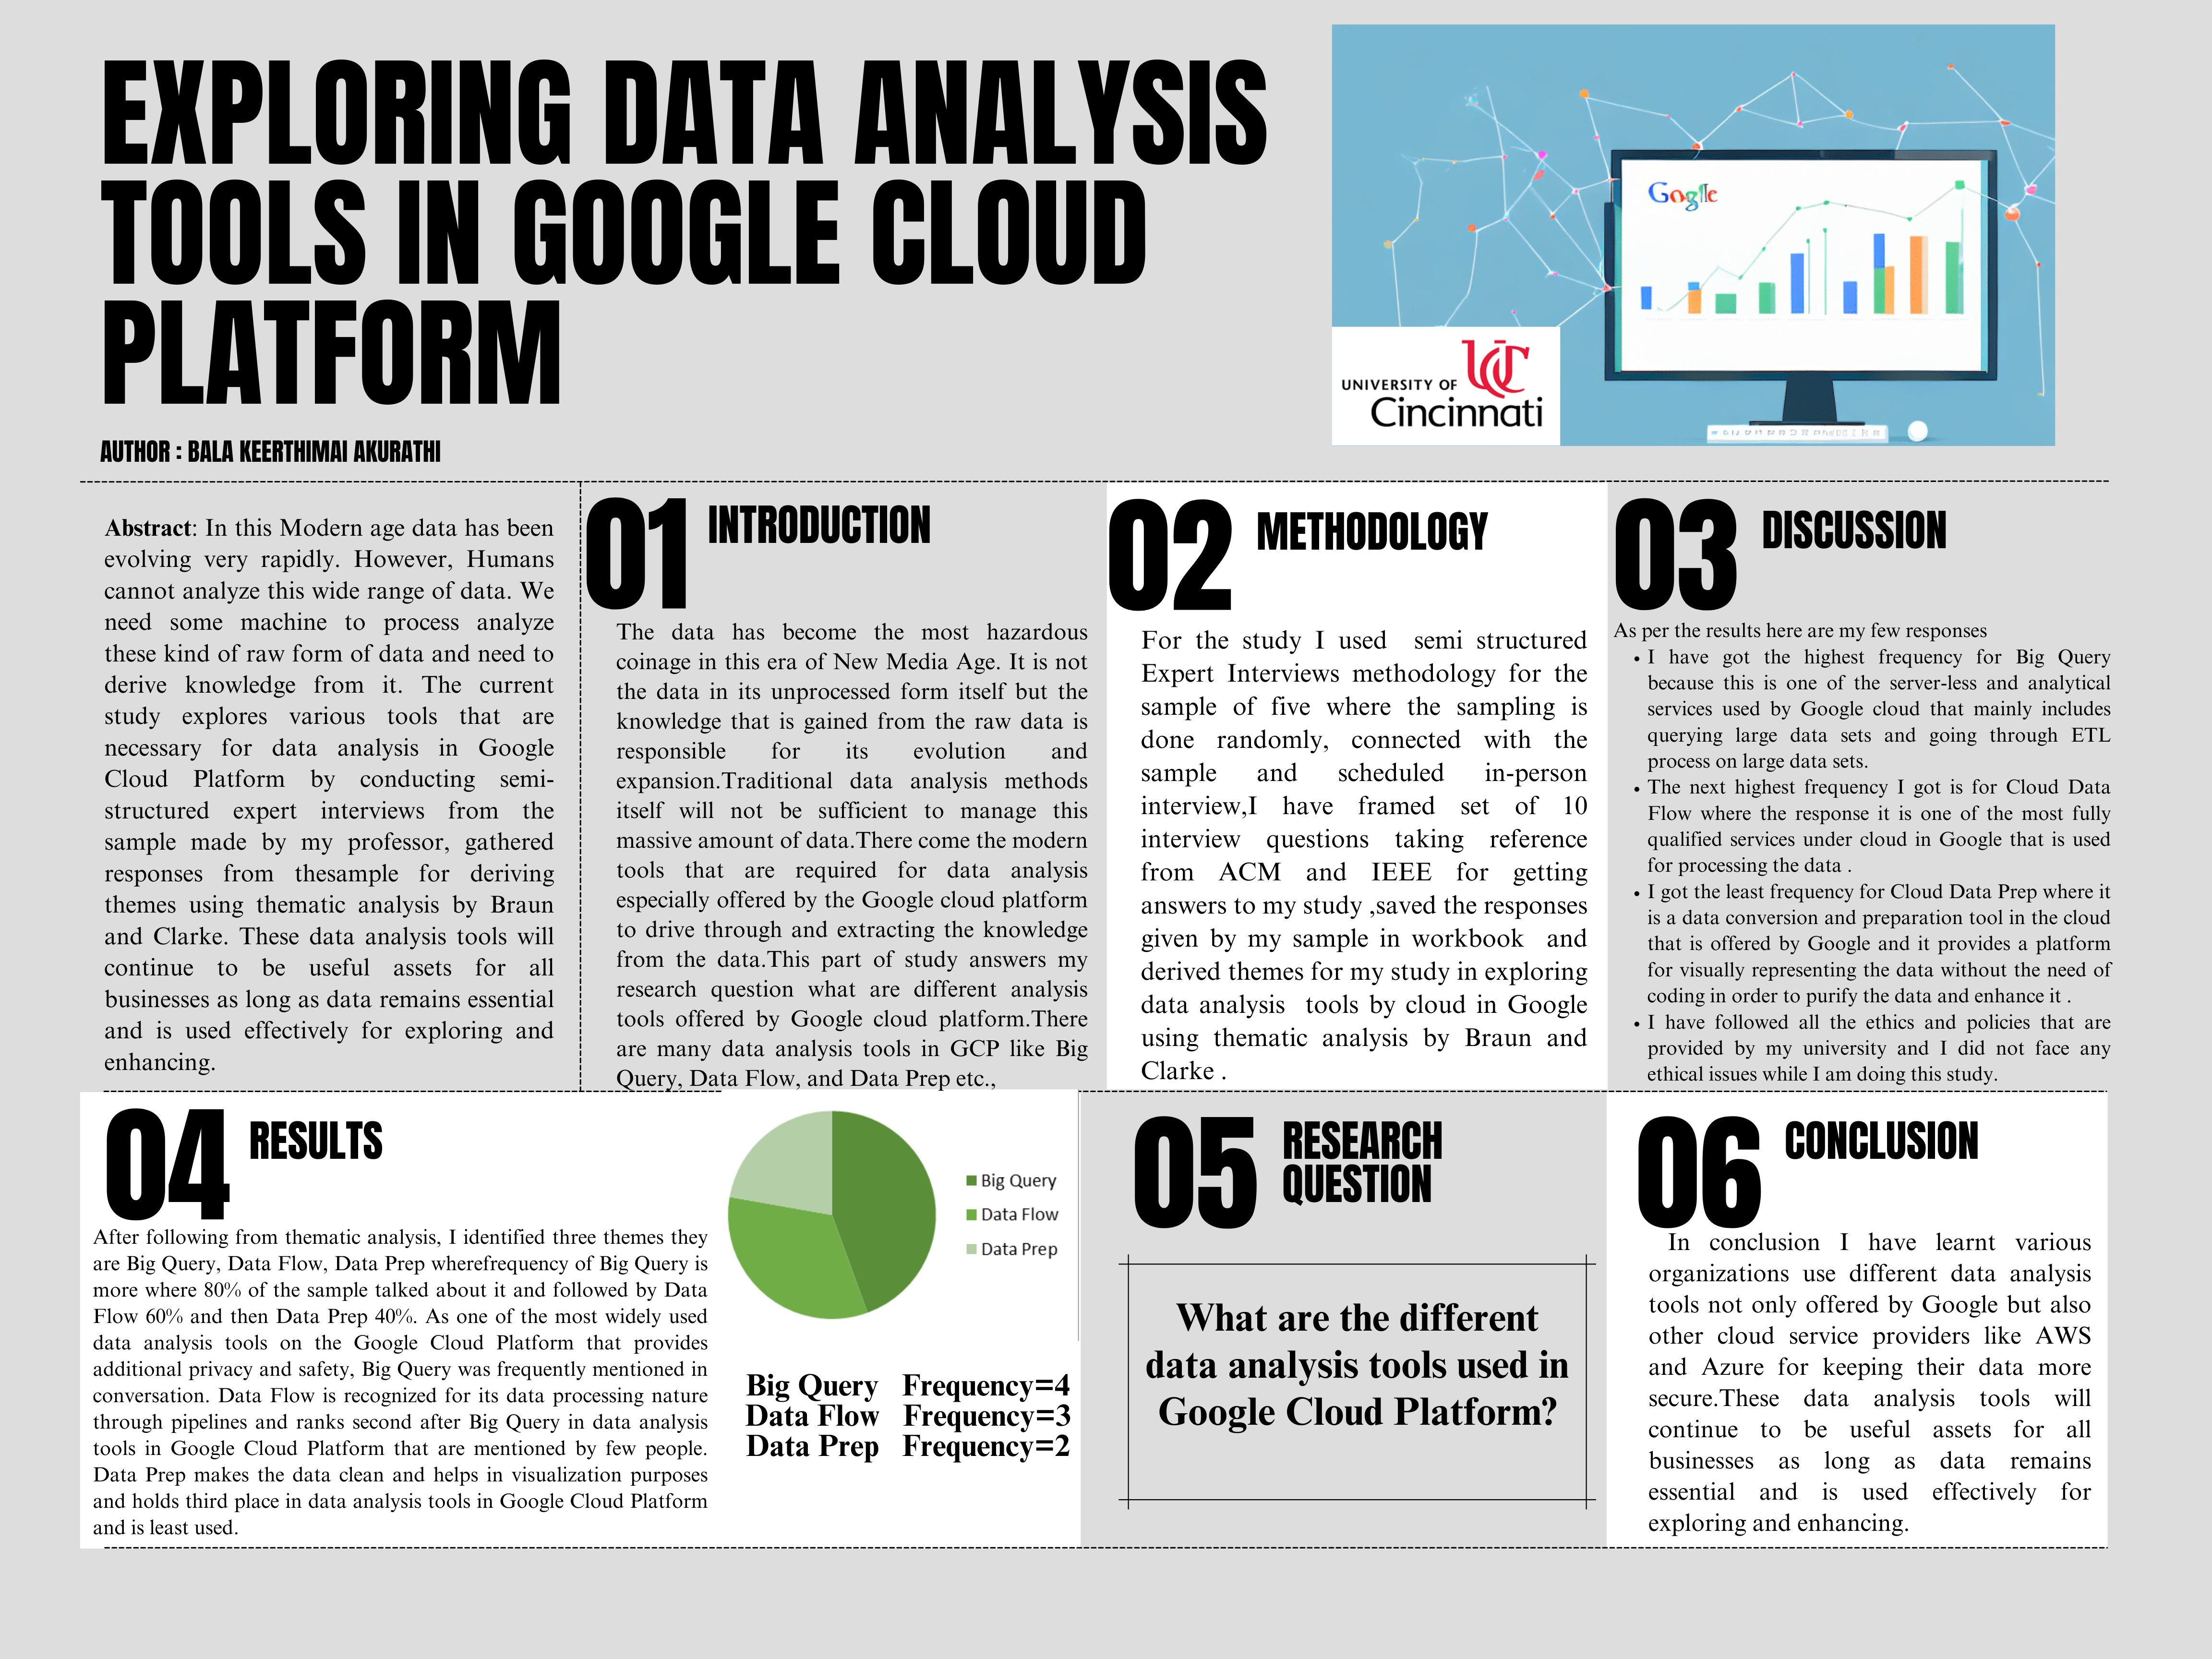 EXPLORING DATA ANALYSIS
TOOLS IN GOOGLE CLOUD
PLATFORM
AUTHOR : BALA KEERTHIMAI AKURATHI
UNIVERSITY OF
Cincinnati
Abstract: In this Modern age data has been
evolving very rapidly. However, Humans
cannot analyze this wide range of data. We
need some machine to process analyze
these kind of raw form of data and need to
derive knowledge from it. The current
study explores various tools that are
necessary for data analysis in Google
Cloud Platform by conducting semi-
structured expert interviews from the
sample made by my professor, gathered
responses from thesample for deriving
themes using thematic analysis by Braun
and Clarke. These data analysis tools will
continue to be useful assets for all
businesses as long as data remains essential
and is used effectively for exploring and
enhancing.
01 INTRODUCTION
The data has become the most hazardous
coinage in this era of New Media Age. It is not
the data in its unprocessed form itself but the
knowledge that is gained from the raw data is
responsible for its evolution and
expansion.Traditional data analysis methods
itself will not be sufficient to manage this
massive amount of data.There come the modern
tools that are required for data analysis
especially offered by the Google cloud platform
to drive through and extracting the knowledge
from the data.This part of study answers my
research question what are different analysis
tools offered by Google cloud platform.There
are many data analysis tools in GCP like Big
Query, Data Flow, and Data Prep etc.,
02 METHODOLOGY
For the study I used semi structured
Expert Interviews methodology for the
sample of five where the sampling is
done randomly, connected with the
sample and scheduled in-person
interview,I have framed set of 10
interview questions taking reference
from ACM and IEEE for getting
answers to my study ,saved the responses
given by my sample in workbook and
derived themes for my study in exploring
data analysis tools by cloud in Google
using thematic analysis by Braun and
Clarke .
03 DISCUSSION
As per the results here are my few responses
• I have got the highest frequency for Big Query
because this is one of the server-less and analytical
services used by Google cloud that mainly includes
querying large data sets and going through ETL
process on large data sets.
• The next highest frequency I got is for Cloud Data
Flow where the response it is one of the most fully
qualified services under cloud in Google that is used
for processing the data .
• I got the least frequency for Cloud Data Prep where it
is a data conversion and preparation tool in the cloud
that is offered by Google and it provides a platform
for visually representing the data without the need of
coding in order to purify the data and enhance it .
• I have followed all the ethics and policies that are
provided by my university and I did not face any
ethical issues while I am doing this study.
04 RESULTS
After following from thematic analysis, I identified three themes they
are Big Query, Data Flow, Data Prep wherefrequency of Big Query is
more where 80% of the sample talked about it and followed by Data
Flow 60% and then Data Prep 40%. As one of the most widely used
data analysis tools on the Google Cloud Platform that provides
additional privacy and safety, Big Query was frequently mentioned in
conversation. Data Flow is recognized for its data processing nature
through pipelines and ranks second after Big Query in data analysis
tools in Google Cloud Platform that are mentioned by few people.
Data Prep makes the data clean and helps in visualization purposes
and holds third place in data analysis tools in Google Cloud Platform
and is least used.
Big Query
Data Flow
Data Prep
Big Query Frequency=4
Data Flow Frequency=3
Data Prep Frequency=2
05 RESEARCH
QUESTION
What are the different
data analysis tools used in
Google Cloud Platform?
06 CONCLUSION
In conclusion I have learnt various
organizations use different data analysis
tools not only offered by Google but also
other cloud service providers like AWS
and Azure for keeping their data more
secure.These data analysis tools will
continue to be useful assets for all
businesses as long as data remains
essential and is used effectively for
exploring and enhancing.